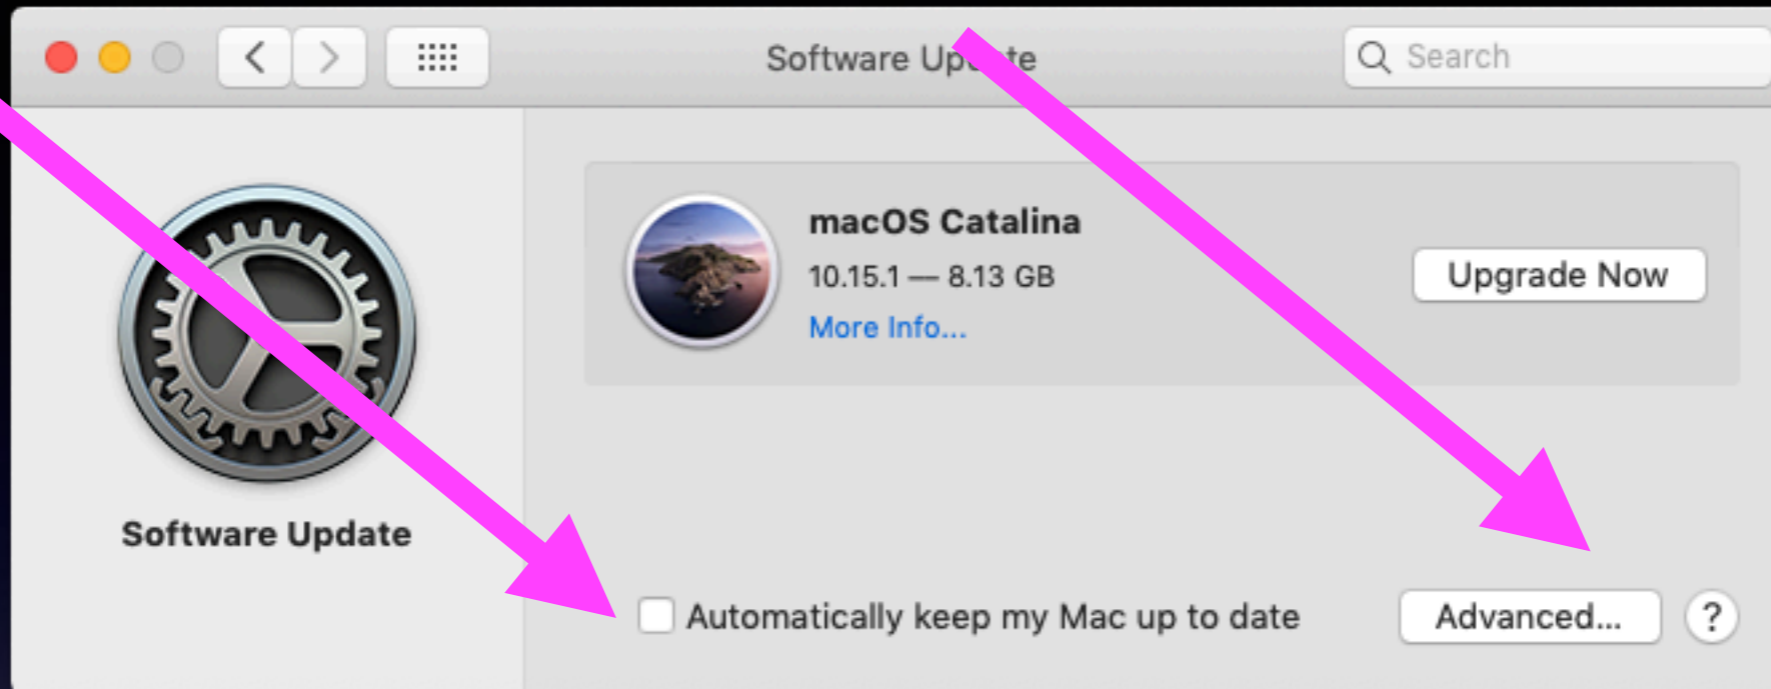 Software Update
Search
macOS Catalina
10.15.1 — 8.13 GB
More Info...
Upgrade Now
Software Update
Automatically keep my Mac up to date
Advanced...
?